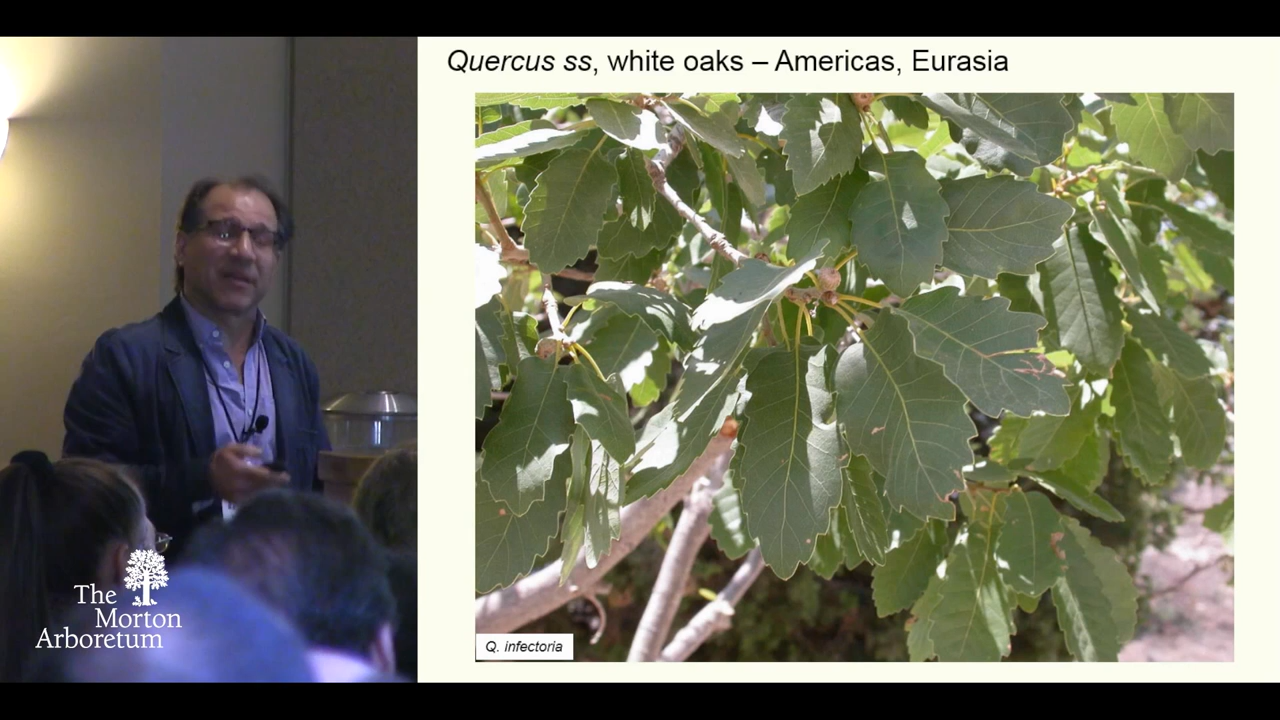 Quercus ss, white oaks – Americas, Eurasia
Q. infectoria
The
Morton
Arboretum